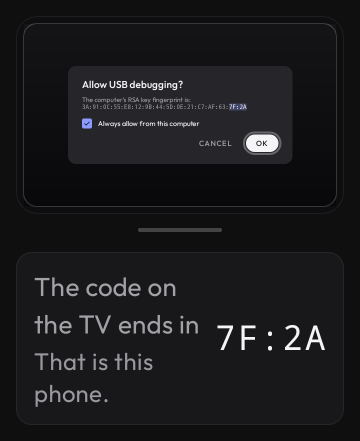 Allow USB debugging?
The computer's RSA key fingerprint is:
3A:91:0C:55:E8:12:9B:44:5D:0E:21:C7:AF:63:7F:2A
Always allow from this computer
CANCEL
OK
The code on
the TV ends in
That is this
phone.
7F:2A